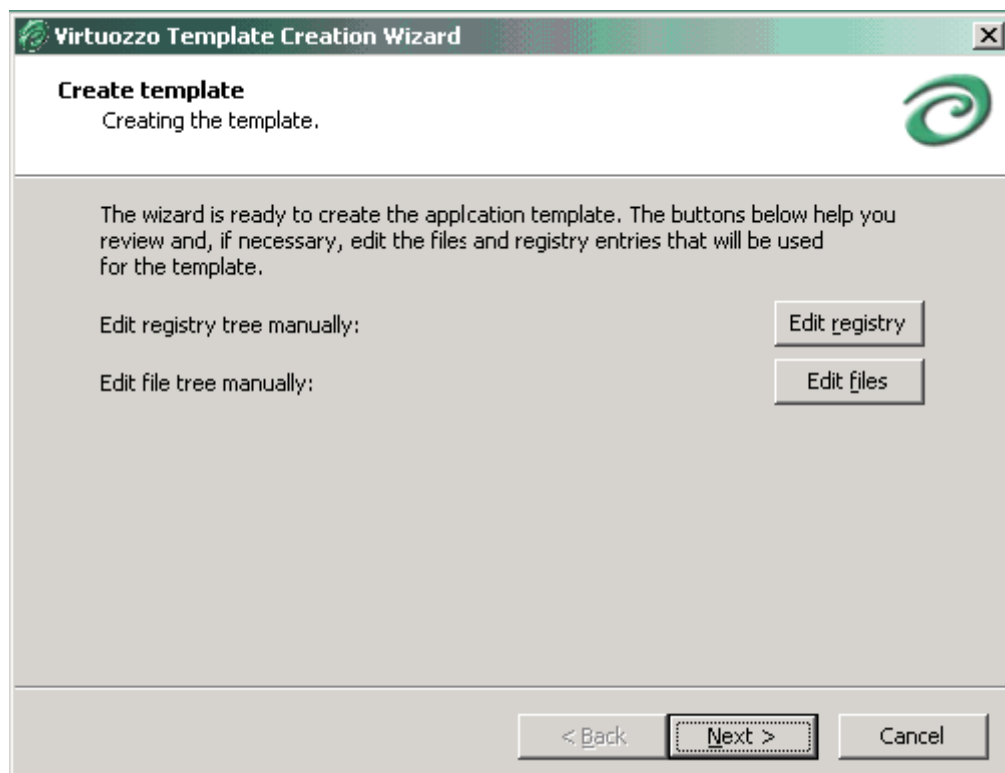 Virtuozzo Template Creation Wizard
Create template
Creating the template.
The wizard is ready to create the applcation template. The buttons below help you
review and, if necessary, edit the files and registry entries that will be used
for the template.
Edit registry tree manually:
Edit registry
Edit file tree manually:
Edit files
< Back
Next >
Cancel